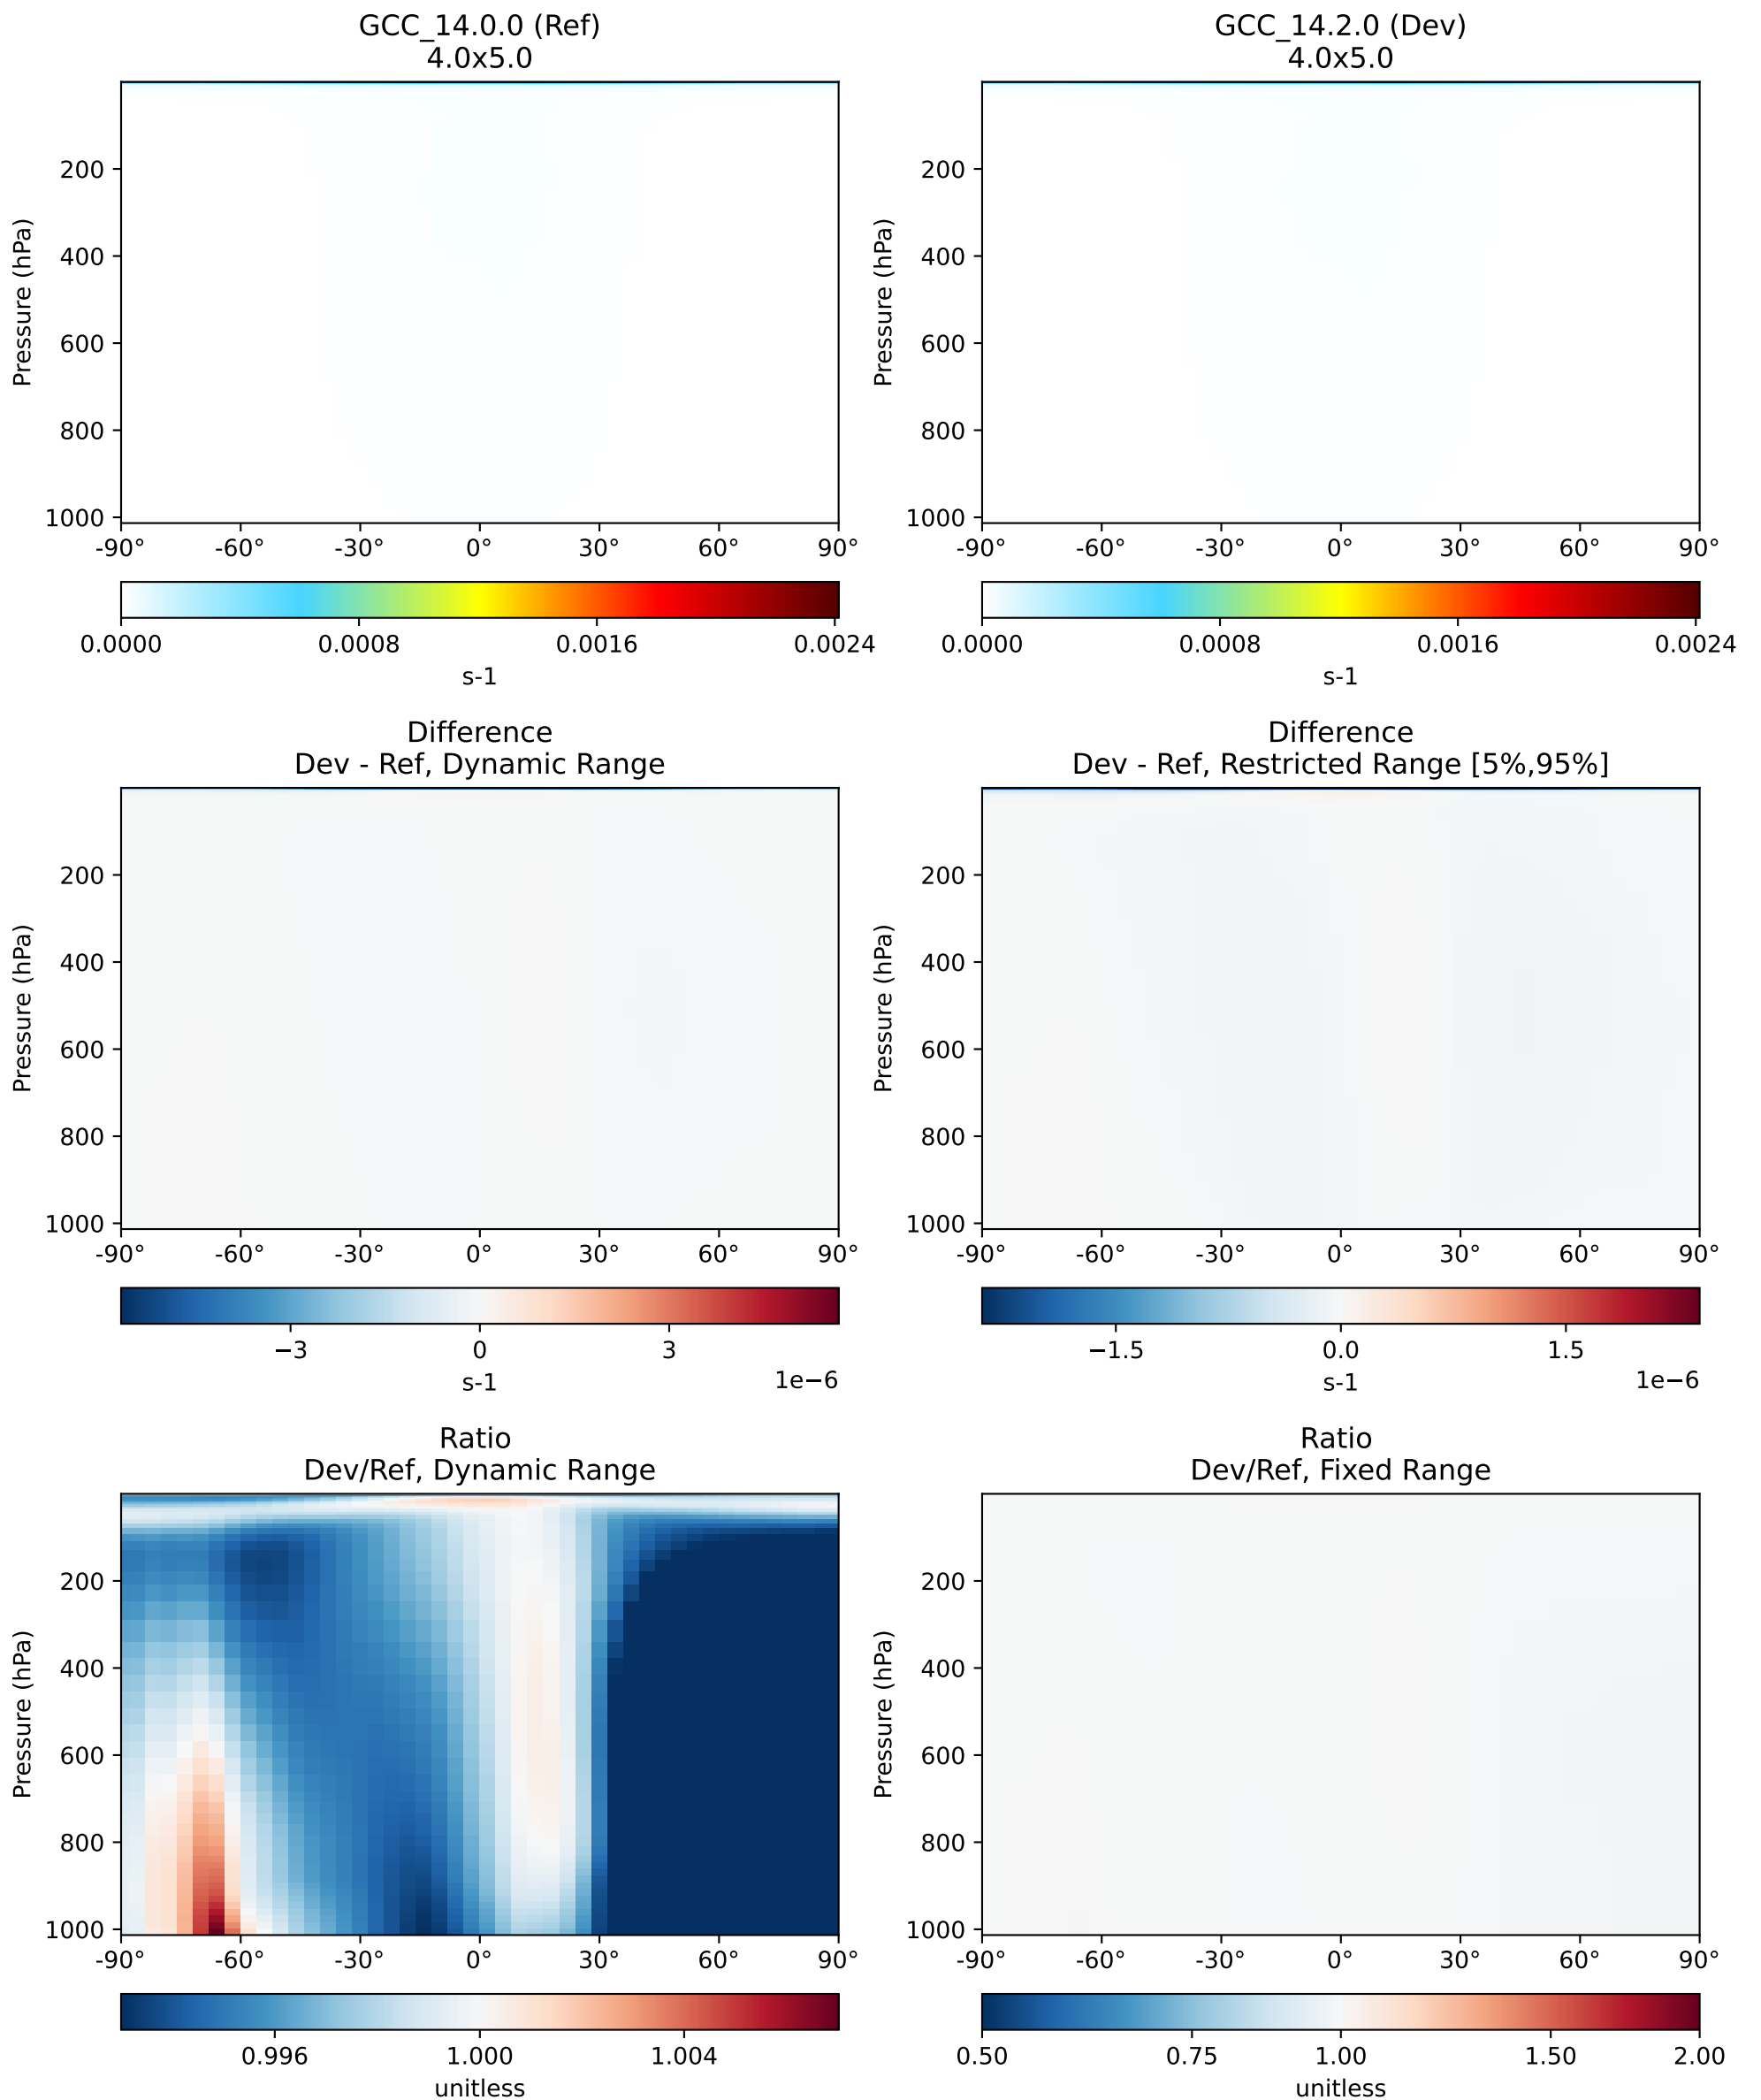 GCC_14.0.0 (Ref)
4.0x5.0
Pressure (hPa)
200
400
600
800
1000
-90° -60° -30° 0° 30° 60° 90°
0.0000 0.0008 0.0016 0.0024
s-1
GCC_14.2.0 (Dev)
4.0x5.0
Pressure (hPa)
200
400
600
800
1000
-90° -60° -30° 0° 30° 60° 90°
0.0000 0.0008 0.0016 0.0024
s-1
Difference
Dev - Ref, Dynamic Range
Pressure (hPa)
200
400
600
800
1000
-90° -60° -30° 0° 30° 60° 90°
−3 0 3
s-1 1e−6
Difference
Dev - Ref, Restricted Range [5%,95%]
Pressure (hPa)
200
400
600
800
1000
-90° -60° -30° 0° 30° 60° 90°
−1.5 0.0 1.5
s-1 1e−6
Ratio
Dev/Ref, Dynamic Range
Pressure (hPa)
200
400
600
800
1000
-90° -60° -30° 0° 30° 60° 90°
0.996 1.000 1.004
unitless
Ratio
Dev/Ref, Fixed Range
Pressure (hPa)
200
400
600
800
1000
-90° -60° -30° 0° 30° 60° 90°
0.50 0.75 1.00 1.50 2.00
unitless